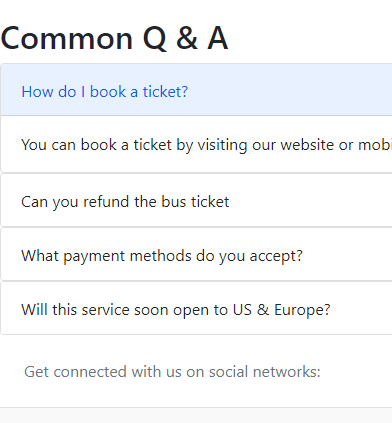 Common Q & A
How do I book a ticket?
You can book a ticket by visiting our website or
Can you refund the bus ticket
What payment methods do you accept?
Will this service soon open to US & Europe?
Get connected with us on social networks: